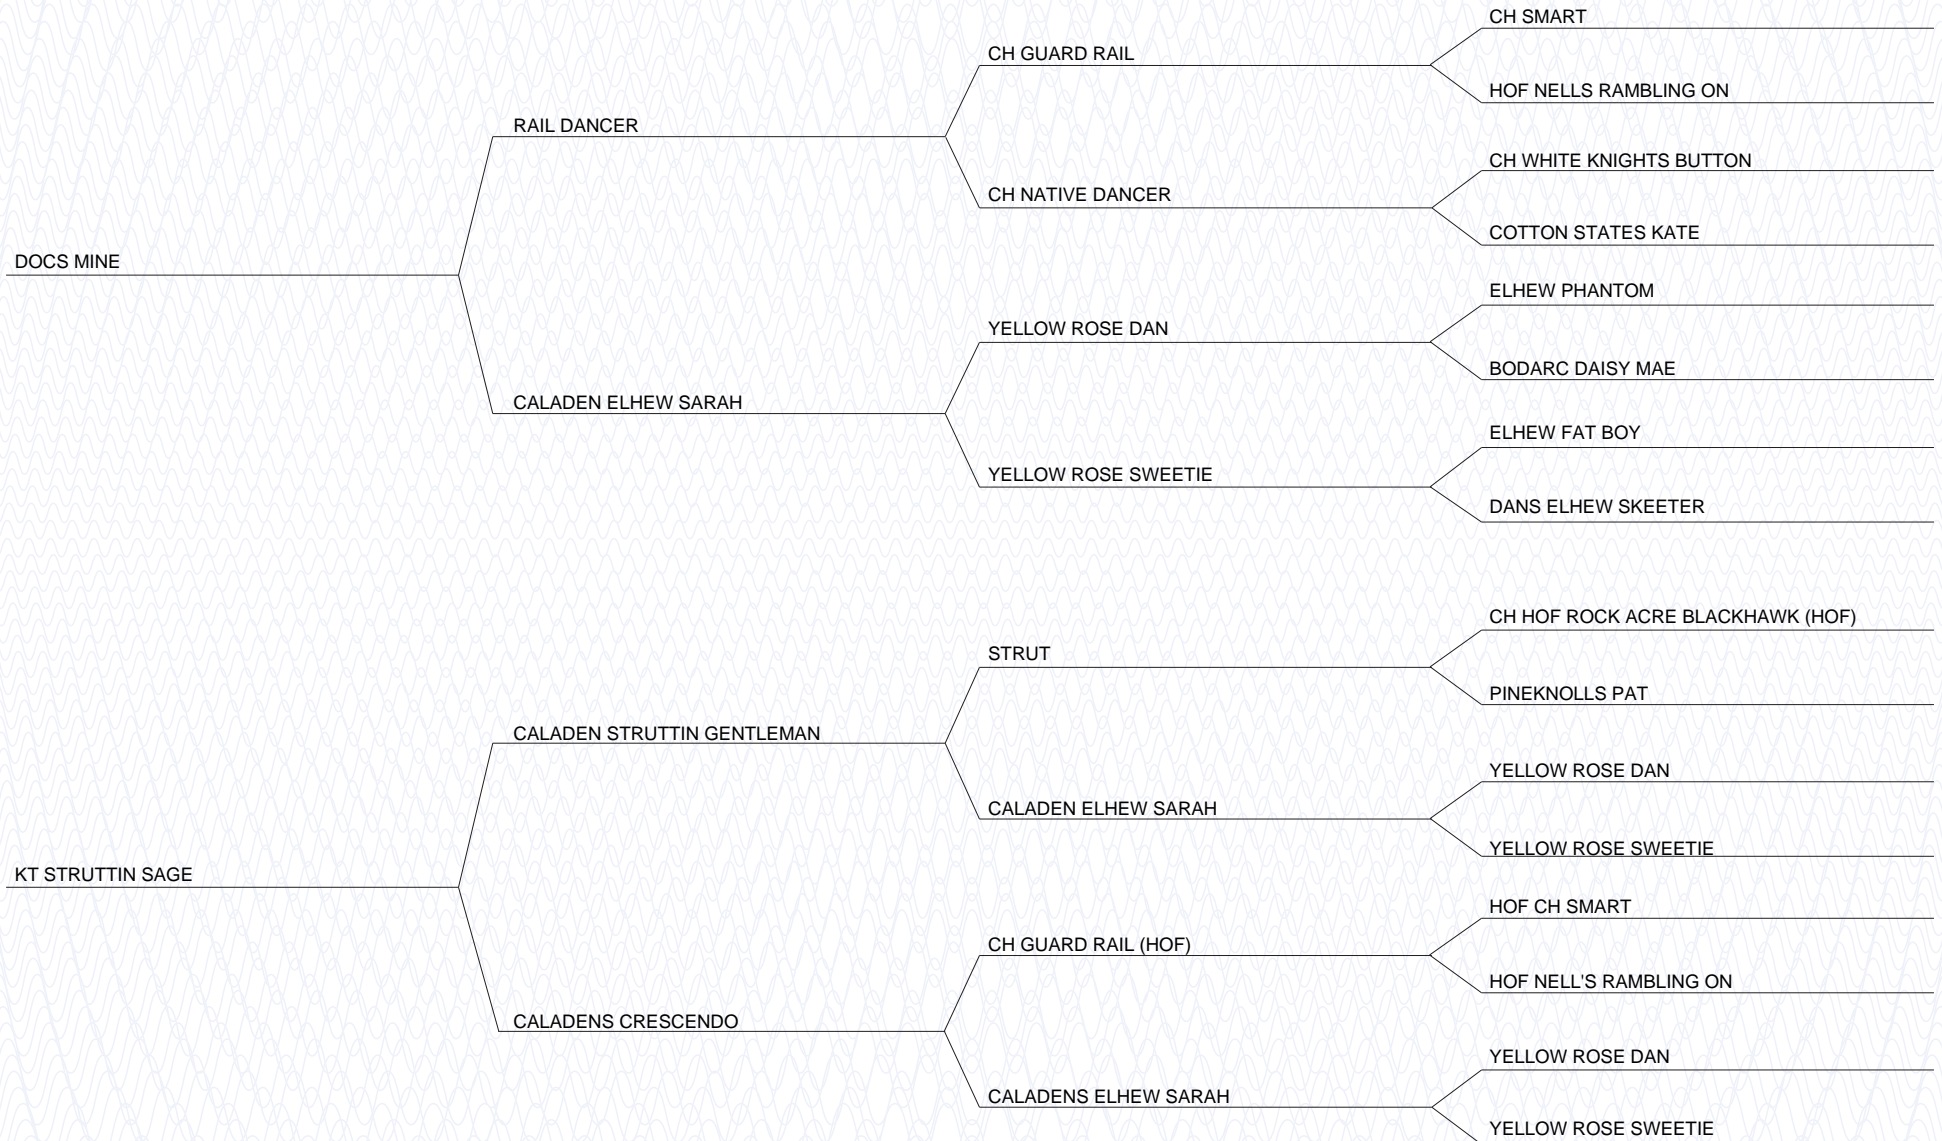 CH SMART
CH GUARD RAIL
HOF NELLS RAMBLING ON
RAIL DANCER
CH WHITE KNIGHTS BUTTON
CH NATIVE DANCER
COTTON STATES KATE
DOCS MINE
ELHEW PHANTOM
YELLOW ROSE DAN
BODARC DAISY MAE
CALADEN ELHEW SARAH
ELHEW FAT BOY
YELLOW ROSE SWEETIE
DANS ELHEW SKEETER
CH HOF ROCK ACRE BLACKHAWK (HOF)
STRUT
PINEKNOLLS PAT
CALADEN STRUTTIN GENTLEMAN
YELLOW ROSE DAN
CALADEN ELHEW SARAH
YELLOW ROSE SWEETIE
KT STRUTTIN SAGE
HOF CH SMART
CH GUARD RAIL (HOF)
HOF NELL'S RAMBLING ON
CALADENS CRESCENDO
YELLOW ROSE DAN
CALADENS ELHEW SARAH
YELLOW ROSE SWEETIE